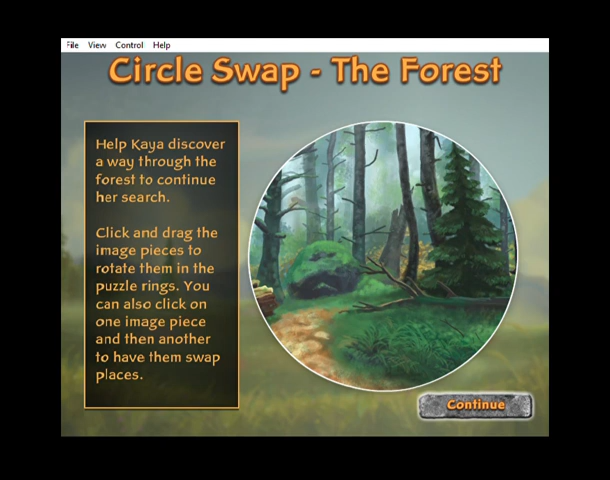 File View Control Help
Circle Swap - The Forest
Help Kaya discover
a way through the
forest to continue
her search.
Click and drag the
image pieces to
rotate them in the
puzzle rings. You
can also click on
one image piece
and then another
to have them swap
places.
Continue